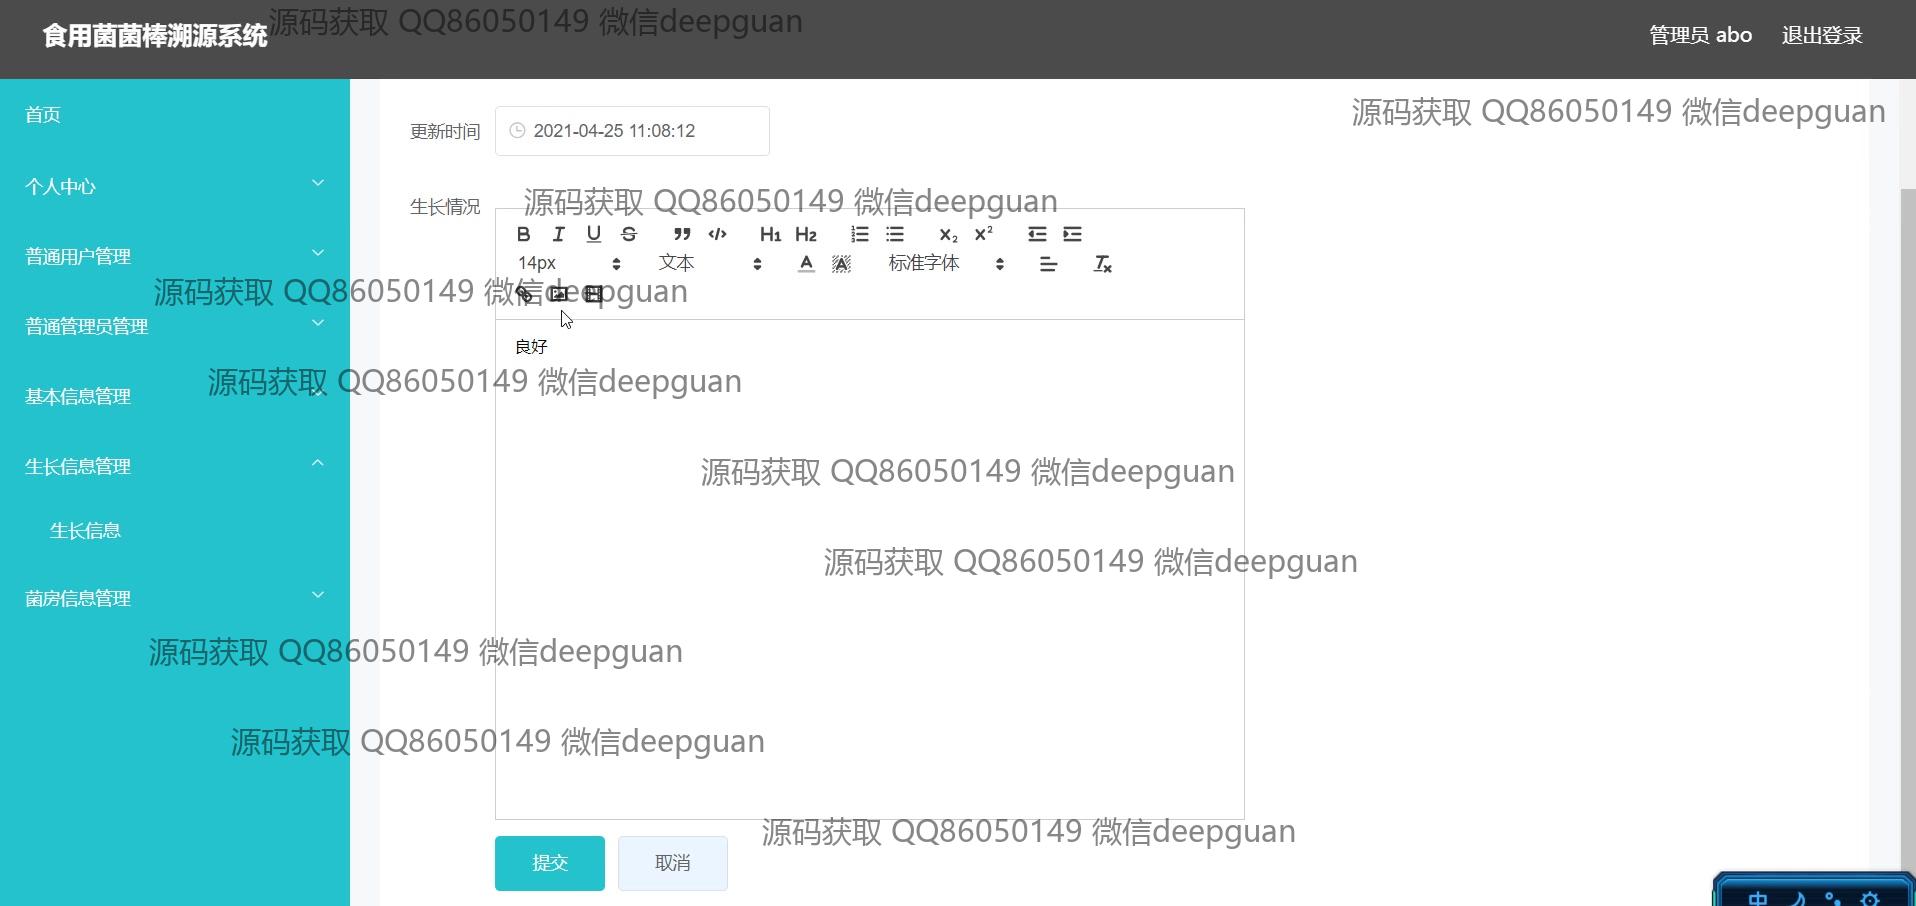 食用菌菌棒溯源系统
源码获取 QQ86050149 微信deepguan
管理员 abo
退出登录
首页
源码获取 QQ86050149 微信deepguan
更新时间
2021-04-25 11:08:12
个人中心
生长情况
源码获取 QQ86050149 微信deepguan
B I U S H1 H2 X2 X2
普通用户管理
14px
文本
A
A
标准字体
Tx
源码获取 QQ86050149 微信deepguan
普通管理员管理
良好
源码获取 QQ86050149 微信deepguan
基本信息管理
生长信息管理
源码获取 QQ86050149 微信deepguan
生长信息
源码获取 QQ86050149 微信deepguan
菌房信息管理
源码获取 QQ86050149 微信deepguan
源码获取 QQ86050149 微信deepguan
源码获取 QQ86050149 微信deepguan
提交
取消
中